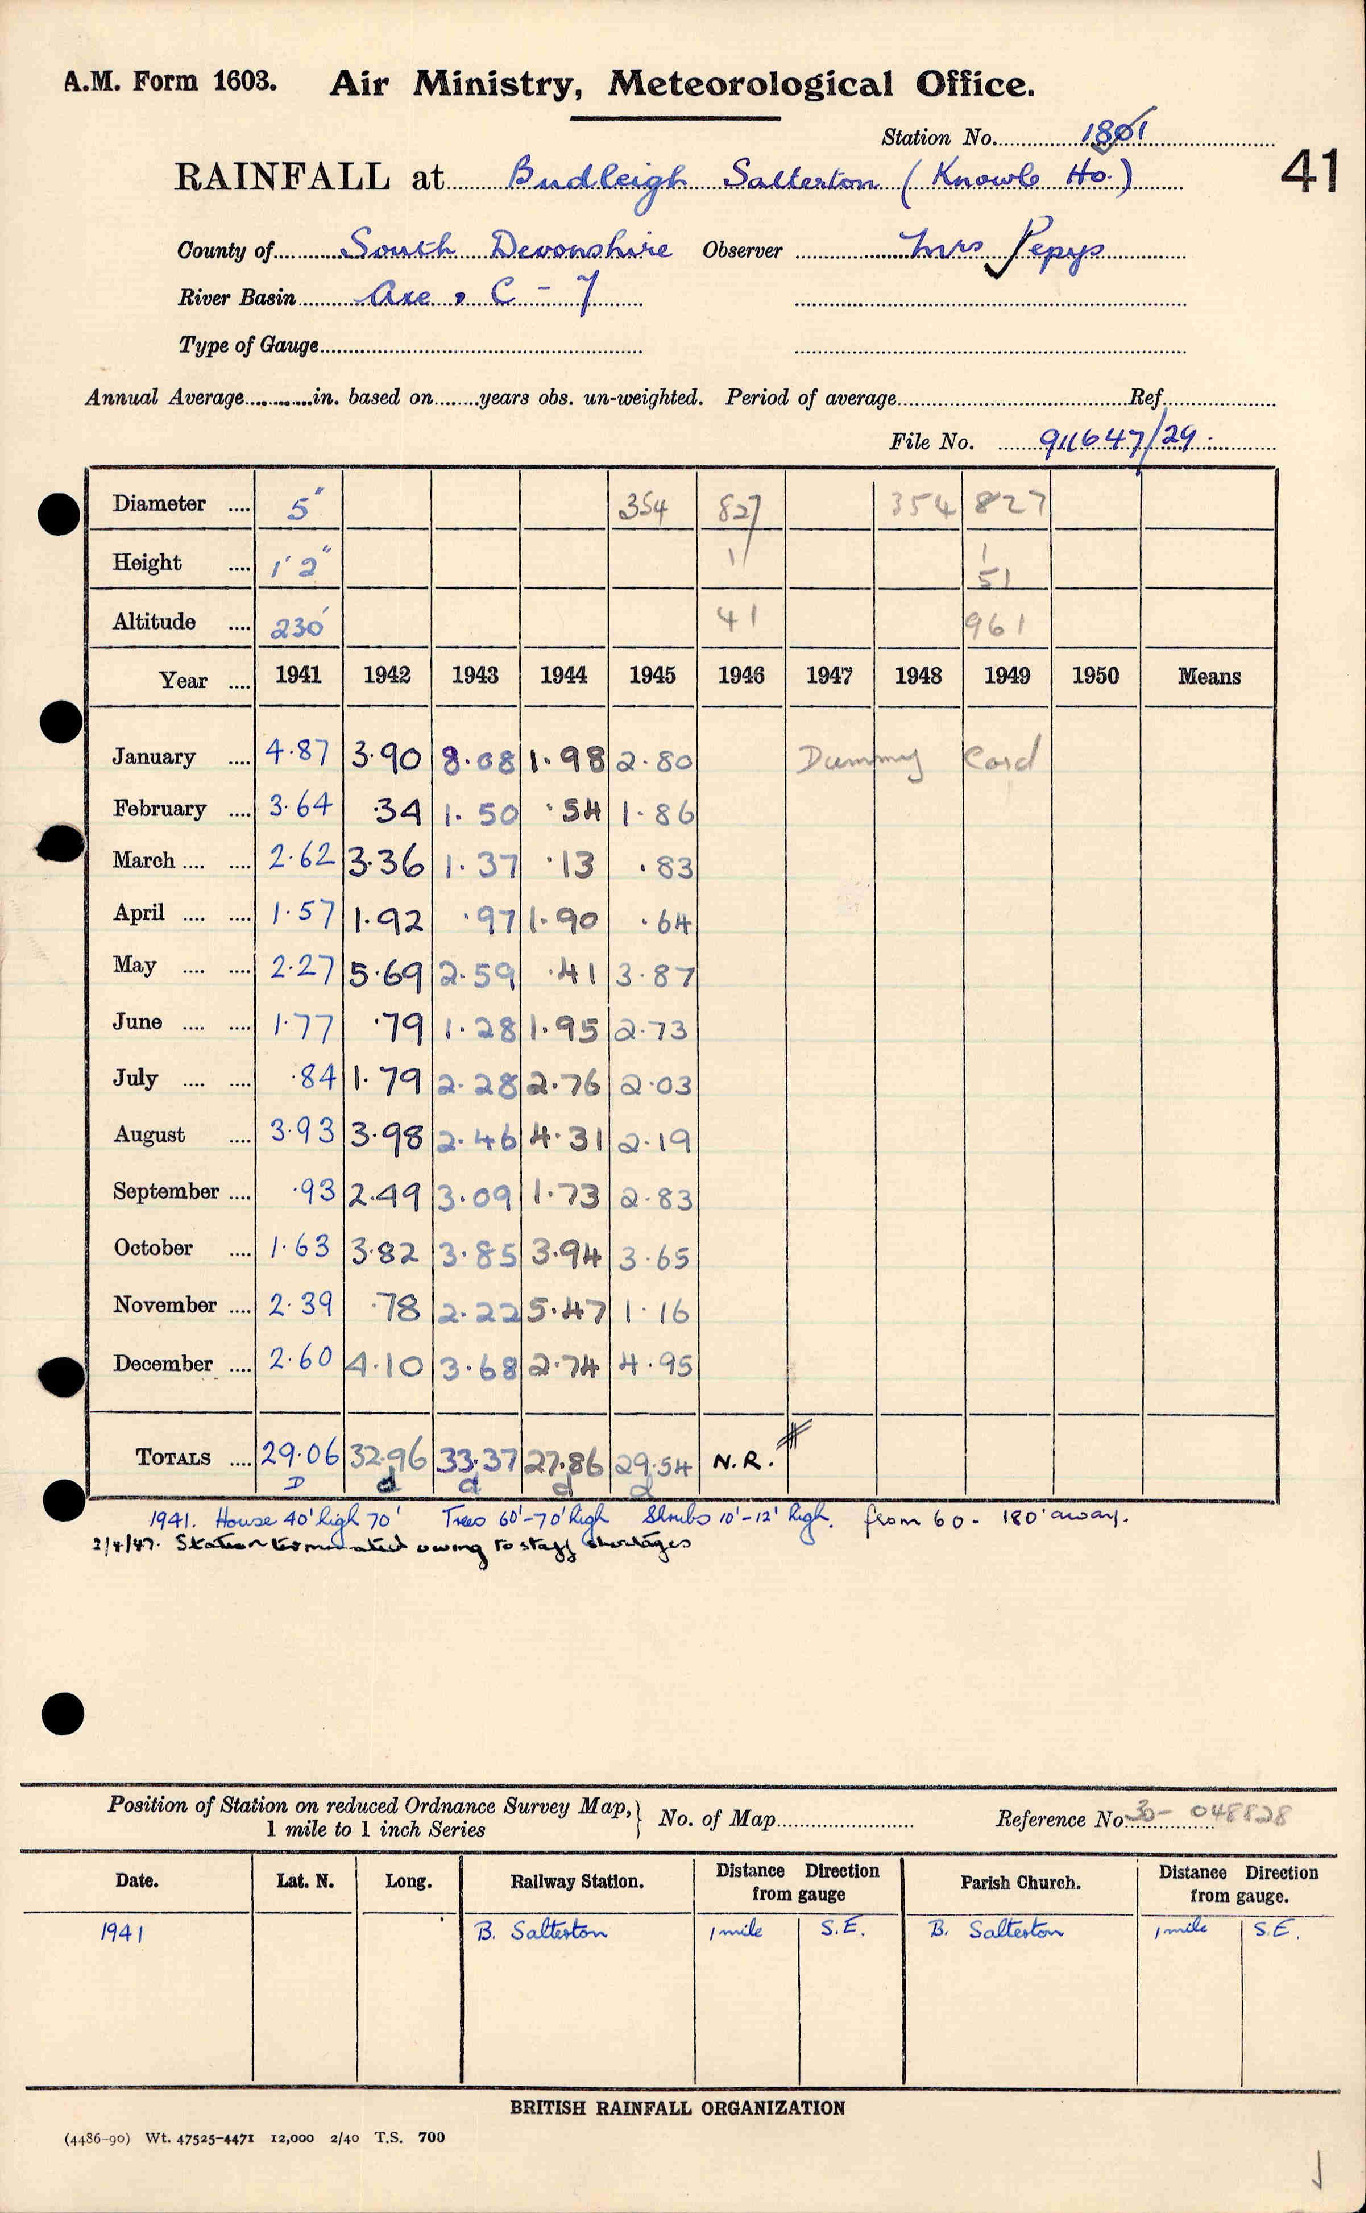 A.M. Form 1603. Air Ministry, Meteorological Office.
Station No. 1801
41
RAINFALL at Budleigh Salterton (Knowle Ho.)
County of South Devonshire Observer Mrs Pepys
River Basin Axe. C - 7
Type of Gauge
Annual Average in. based on years obs. un-weighted. Period of average Ref.
File No. 911647/29.
Diameter .... 5" 354 827 354 827
Height .... 1'2" 1 1 51
Altitude .... 230' 41 961
Year .... 1941 1942 1943 1944 1945 1946 1947 1948 1949 1950 Means
January .... 4.87 3.90 8.08 1.98 2.80 Dummy Card
February .... 3.64 .34 1.50 .54 1.86
March .... .... 2.62 3.36 1.37 .13 .83
April .... .... 1.57 1.92 .97 1.90 .64
May .... .... 2.27 5.69 2.59 .41 3.87
June .... .... 1.77 .79 1.28 1.95 2.73
July .... .... .84 1.79 2.28 2.76 2.03
August .... 3.93 3.98 2.46 4.31 2.19
September .... .93 2.49 3.09 1.73 2.83
October .... 1.63 3.82 3.85 3.94 3.65
November .... 2.39 .78 2.22 5.47 1.16
December .... 2.60 4.10 3.68 2.74 4.95
TOTALS .... 29.06 32.96 33.37 27.86 29.54 N.R.
D d d d d
1941. House 40' high 70' Trees 60'-70' high Shrubs 10'-12' high. from 60 - 180' away.
2/4/47. Station terminated owing to staff shortages
Position of Station on reduced Ordnance Survey Map, No. of Map Reference No. 30- 048828
1 mile to 1 inch Series
Date. Lat. N. Long. Railway Station. Distance Direction from gauge Parish Church. Distance Direction from gauge.
1941 B. Salterton 1 mile S.E. B. Salterton 1 mile S.E.
BRITISH RAINFALL ORGANIZATION
(4486-90) Wt. 47525-4471 12,000 2/40 T.S. 700